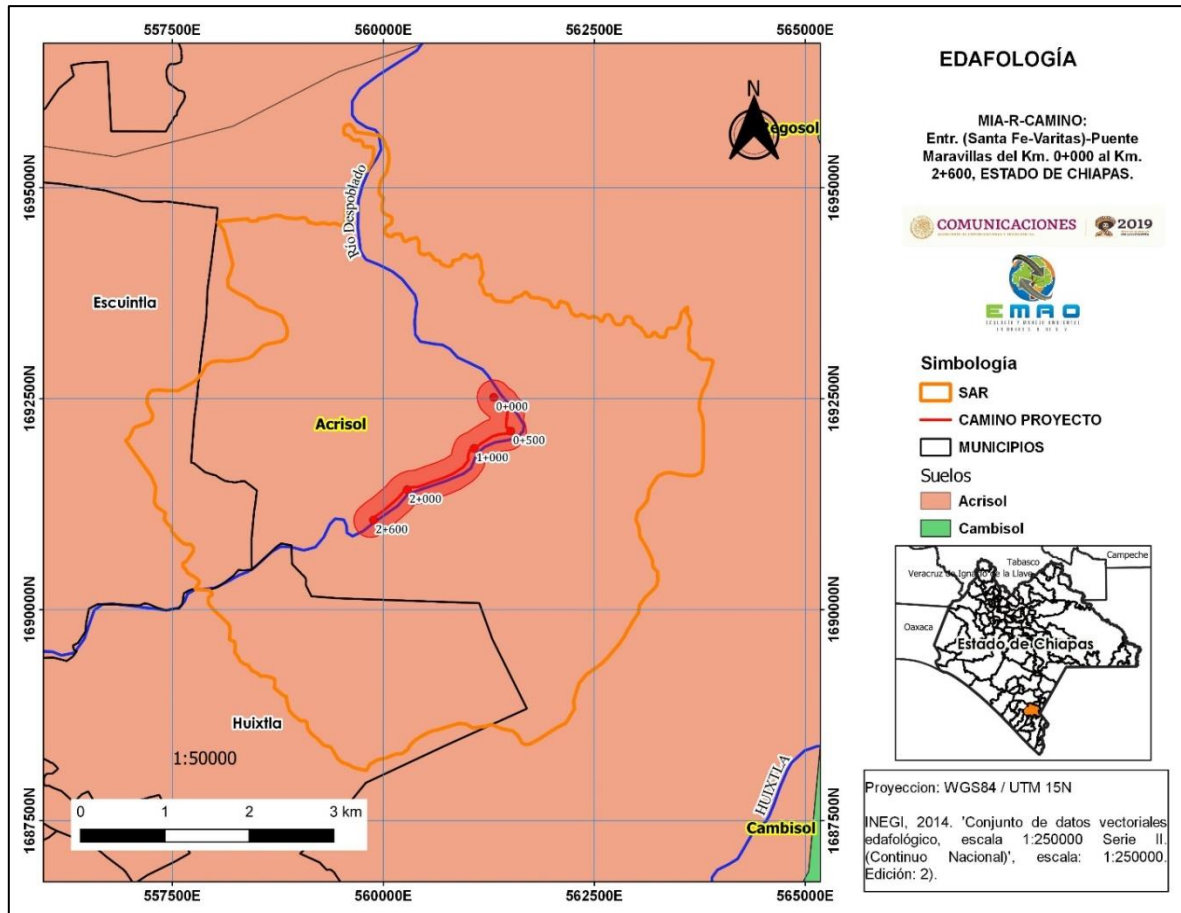 557500E
560000E
562500E
565000E
1695000N
1692500N
1690000N
1687500N
1695000N
1692500N
1690000N
1687500N
N
Regosol
Río Despoblado
Escuintla
Acrisol
0+000
0+500
1+000
2+000
2+600
Huixtla
1:50000
0 1 2 3 km
HUIXTLA
Cambisol
557500E
560000E
562500E
565000E
EDAFOLOGÍA
MIA-R-CAMINO:
Entr. (Santa Fe-Varitas)-Puente
Maravillas del Km. 0+000 al Km.
2+600, ESTADO DE CHIAPAS.
COMUNICACIONES
2019
EMAO
Simbología
SAR
CAMINO PROYECTO
MUNICIPIOS
Suelos
Acrisol
Cambisol
Tabasco
Campeche
Veracruz de Ignacio de la Llave
Oaxaca
Estado de Chiapas
Proyeccion: WGS84 / UTM 15N
INEGI, 2014. 'Conjunto de datos vectoriales
edafológico, escala 1:250000 Serie II.
(Continuo Nacional)', escala: 1:250000.
Edición: 2).